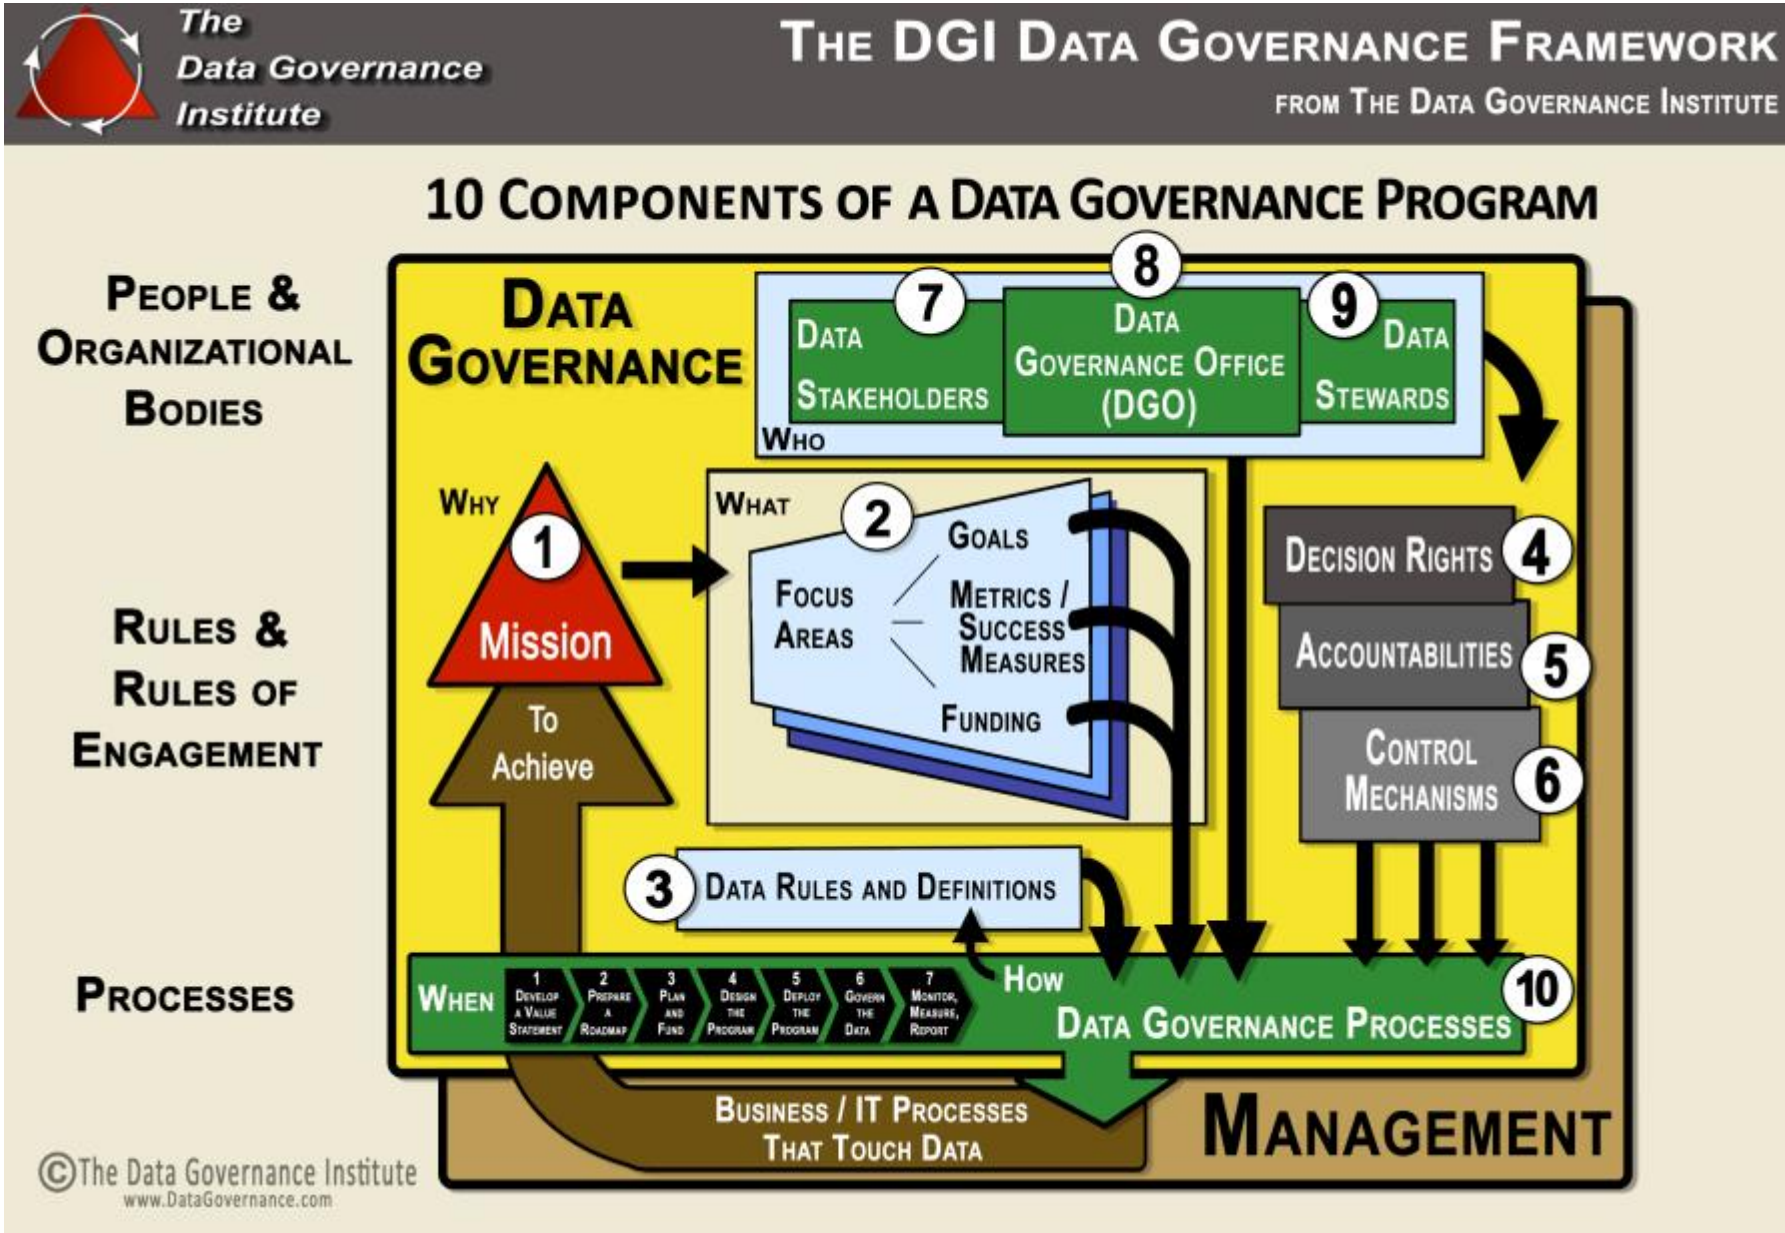 The
Data Governance
Institute
THE DGI DATA GOVERNANCE FRAMEWORK
FROM THE DATA GOVERNANCE INSTITUTE
10 COMPONENTS OF A DATA GOVERNANCE PROGRAM
PEOPLE &
ORGANIZATIONAL
BODIES
RULES &
RULES OF
ENGAGEMENT
PROCESSES
DATA
GOVERNANCE
7
DATA
STAKEHOLDERS
8
DATA
GOVERNANCE OFFICE
(DGO)
9
DATA
STEWARDS
WHO
WHY
1
Mission
To
Achieve
WHAT
2
FOCUS
AREAS
GOALS
METRICS /
SUCCESS
MEASURES
FUNDING
DECISION RIGHTS
4
ACCOUNTABILITIES
5
CONTROL
MECHANISMS
6
3
DATA RULES AND DEFINITIONS
WHEN
1
DEVELOP
A VALUE
STATEMENT
2
PREPARE
A
ROADMAP
3
PLAN
AND
FUND
4
DESIGN
THE
PROGRAM
5
DEPLOY
THE
PROGRAM
6
GOVERN
THE
DATA
7
MONITOR,
MEASURE,
REPORT
HOW
DATA GOVERNANCE PROCESSES
10
BUSINESS / IT PROCESSES
THAT TOUCH DATA
MANAGEMENT
©The Data Governance Institute
www.DataGovernance.com